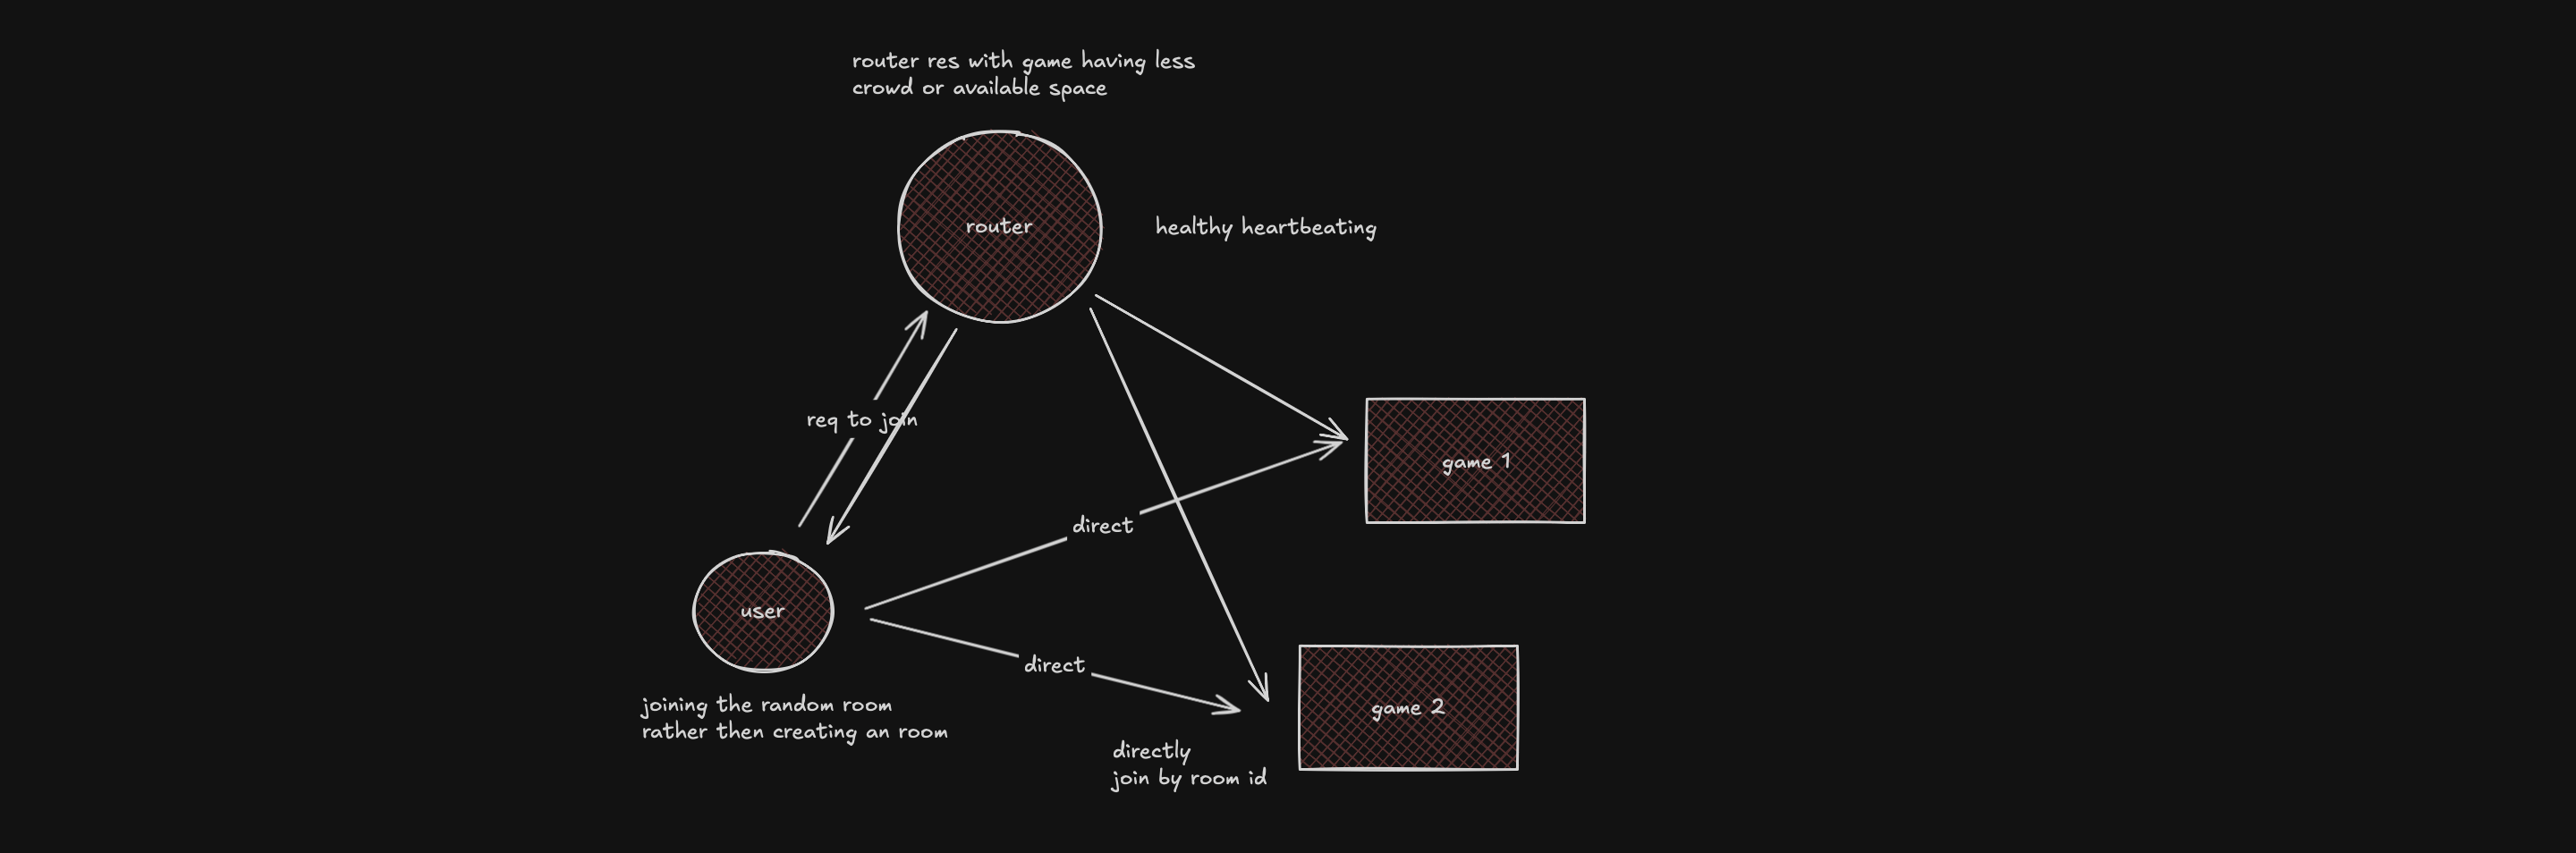 router res with game having less
crowd or available space
router
healthy heartbeating
req to join
game 1
direct
user
direct
joining the random room
rather then creating an room
game 2
directly
join by room id